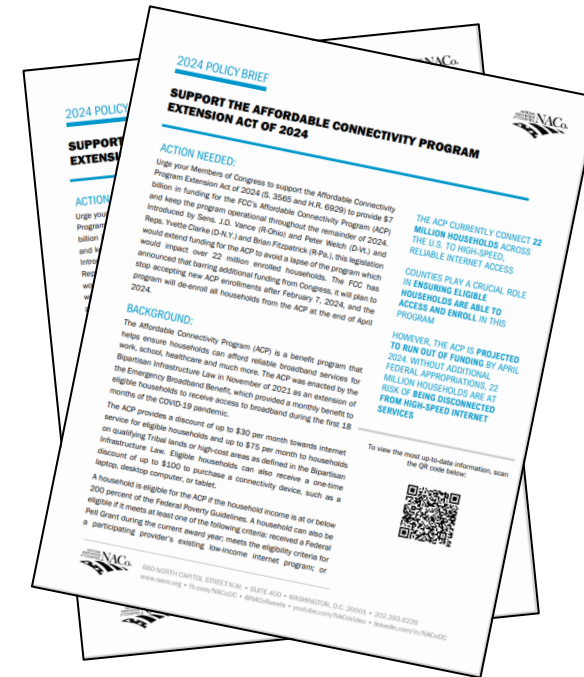 2024 POLICY BRIEF
SUPPORT THE AFFORDABLE CONNECTIVITY PROGRAM
EXTENSION ACT OF 2024
NACo.
ACTION NEEDED:
Urge your Members of Congress to support the Affordable Connectivity
Program Extension Act of 2024 (S. 3565 and H.R. 6929) to provide $7
billion in funding for the FCC's Affordable Connectivity Program (ACP)
and keep the program operational throughout the remainder of 2024.
Introduced by Sens. J.D. Vance (R-Ohio) and Peter Welch (D-Vt.) and
Reps. Yvette Clarke (D-N.Y.) and Brian Fitzpatrick (R-Pa.), this legislation
would extend funding for the ACP to avoid a lapse of the program which
would impact over 22 million enrolled households. The FCC has
announced that barring additional funding from Congress, it will plan to
stop accepting new ACP enrollments after February 7, 2024, and the
program will de-enroll all households from the ACP at the end of April
2024.
BACKGROUND:
The Affordable Connectivity Program (ACP) is a benefit program that
helps ensure households can afford reliable broadband services for
work, school, healthcare and much more. The ACP was enacted by the
Bipartisan Infrastructure Law in November of 2021 as an extension of
the Emergency Broadband Benefit, which provided a monthly benefit to
eligible households to receive access to broadband during the first 18
months of the COVID-19 pandemic.
The ACP provides a discount of up to $30 per month towards internet
service for eligible households and up to $75 per month to households
on qualifying Tribal lands or high-cost areas as defined in the Bipartisan
Infrastructure Law. Eligible households can also receive a one-time
discount of up to $100 to purchase a connectivity device, such as a
laptop, desktop computer, or tablet.
A household is eligible for the ACP if the household income is at or below
200 percent of the Federal Poverty Guidelines. A household can also be
eligible if it meets at least one of the following criteria: received a Federal
Pell Grant during the current award year; meets the eligibility criteria for
a participating provider's existing low-income internet program; or
THE ACP CURRENTLY CONNECT 22
MILLION HOUSEHOLDS ACROSS
THE U.S. TO HIGH-SPEED,
RELIABLE INTERNET ACCESS
COUNTIES PLAY A CRUCIAL ROLE
IN ENSURING ELIGIBLE
HOUSEHOLDS ARE ABLE TO
ACCESS AND ENROLL IN THIS
PROGRAM
HOWEVER, THE ACP IS PROJECTED
TO RUN OUT OF FUNDING BY APRIL
2024. WITHOUT ADDITIONAL
FEDERAL APPROPRIATIONS, 22
MILLION HOUSEHOLDS ARE AT
RISK OF BEING DISCONNECTED
FROM HIGH-SPEED INTERNET
SERVICES
To view the most up-to-date information, scan
the QR code below:
NACo.
660 NORTH CAPITOL STREET N.W. • SUITE 400 • WASHINGTON, D.C. 20001 • 202.393.6226
www.naco.org • fb.com/NACoDC • @NACoTweets • youtube.com/NACoVideo • linkedin.com/in/NACoDC
NACo.
2024 POLICY
SUPPORT
EXTENSI
ACTION
Urge you
Program
billion
and k
Intro
Rep